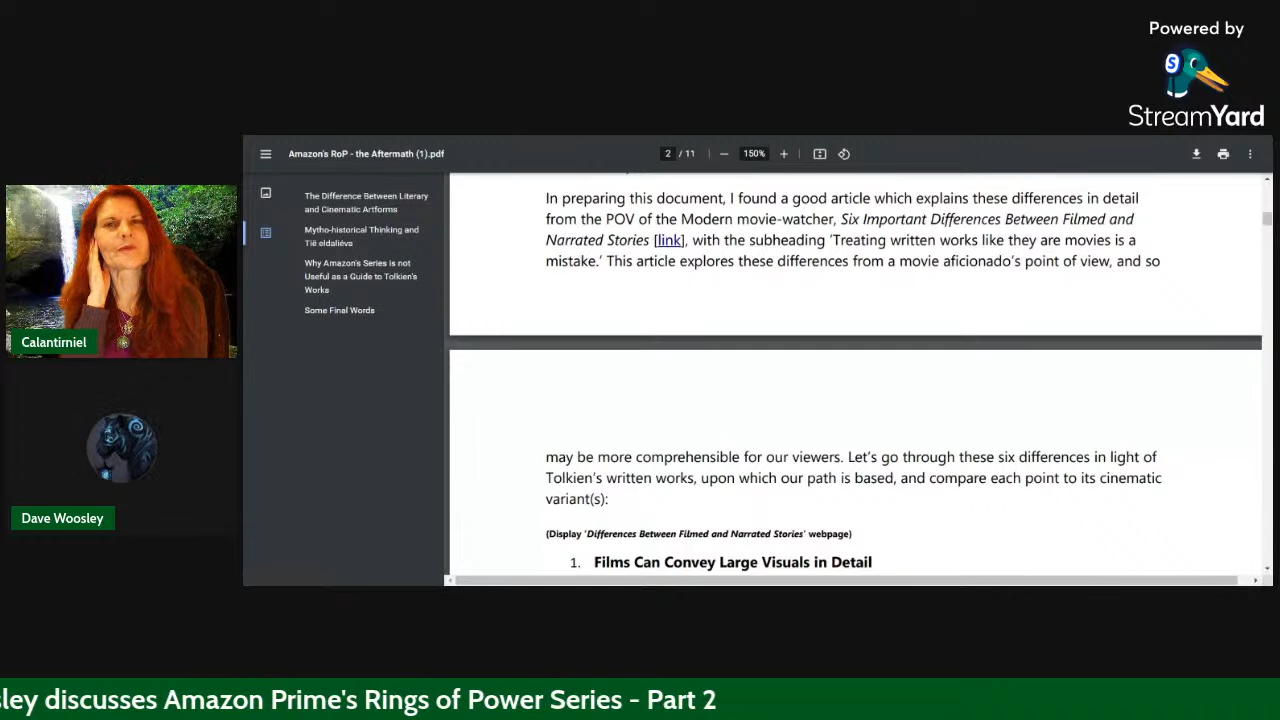 Powered by
StreamYard
Amazon's RoP - the Aftermath (1).pdf
2 / 11
150%
The Difference Between Literary
and Cinematic Artforms
Mytho-historical Thinking and
Tië eldaliéva
Why Amazon's Series is not
Useful as a Guide to Tolkien's
Works
Some Final Words
In preparing this document, I found a good article which explains these differences in detail
from the POV of the Modern movie-watcher, Six Important Differences Between Filmed and
Narrated Stories [link], with the subheading 'Treating written works like they are movies is a
mistake.' This article explores these differences from a movie aficionado's point of view, and so
may be more comprehensible for our viewers. Let's go through these six differences in light of
Tolkien's written works, upon which our path is based, and compare each point to its cinematic
variant(s):
(Display 'Differences Between Filmed and Narrated Stories' webpage)
1. Films Can Convey Large Visuals in Detail
Calantirniel
Dave Woosley
sley discusses Amazon Prime's Rings of Power Series - Part 2